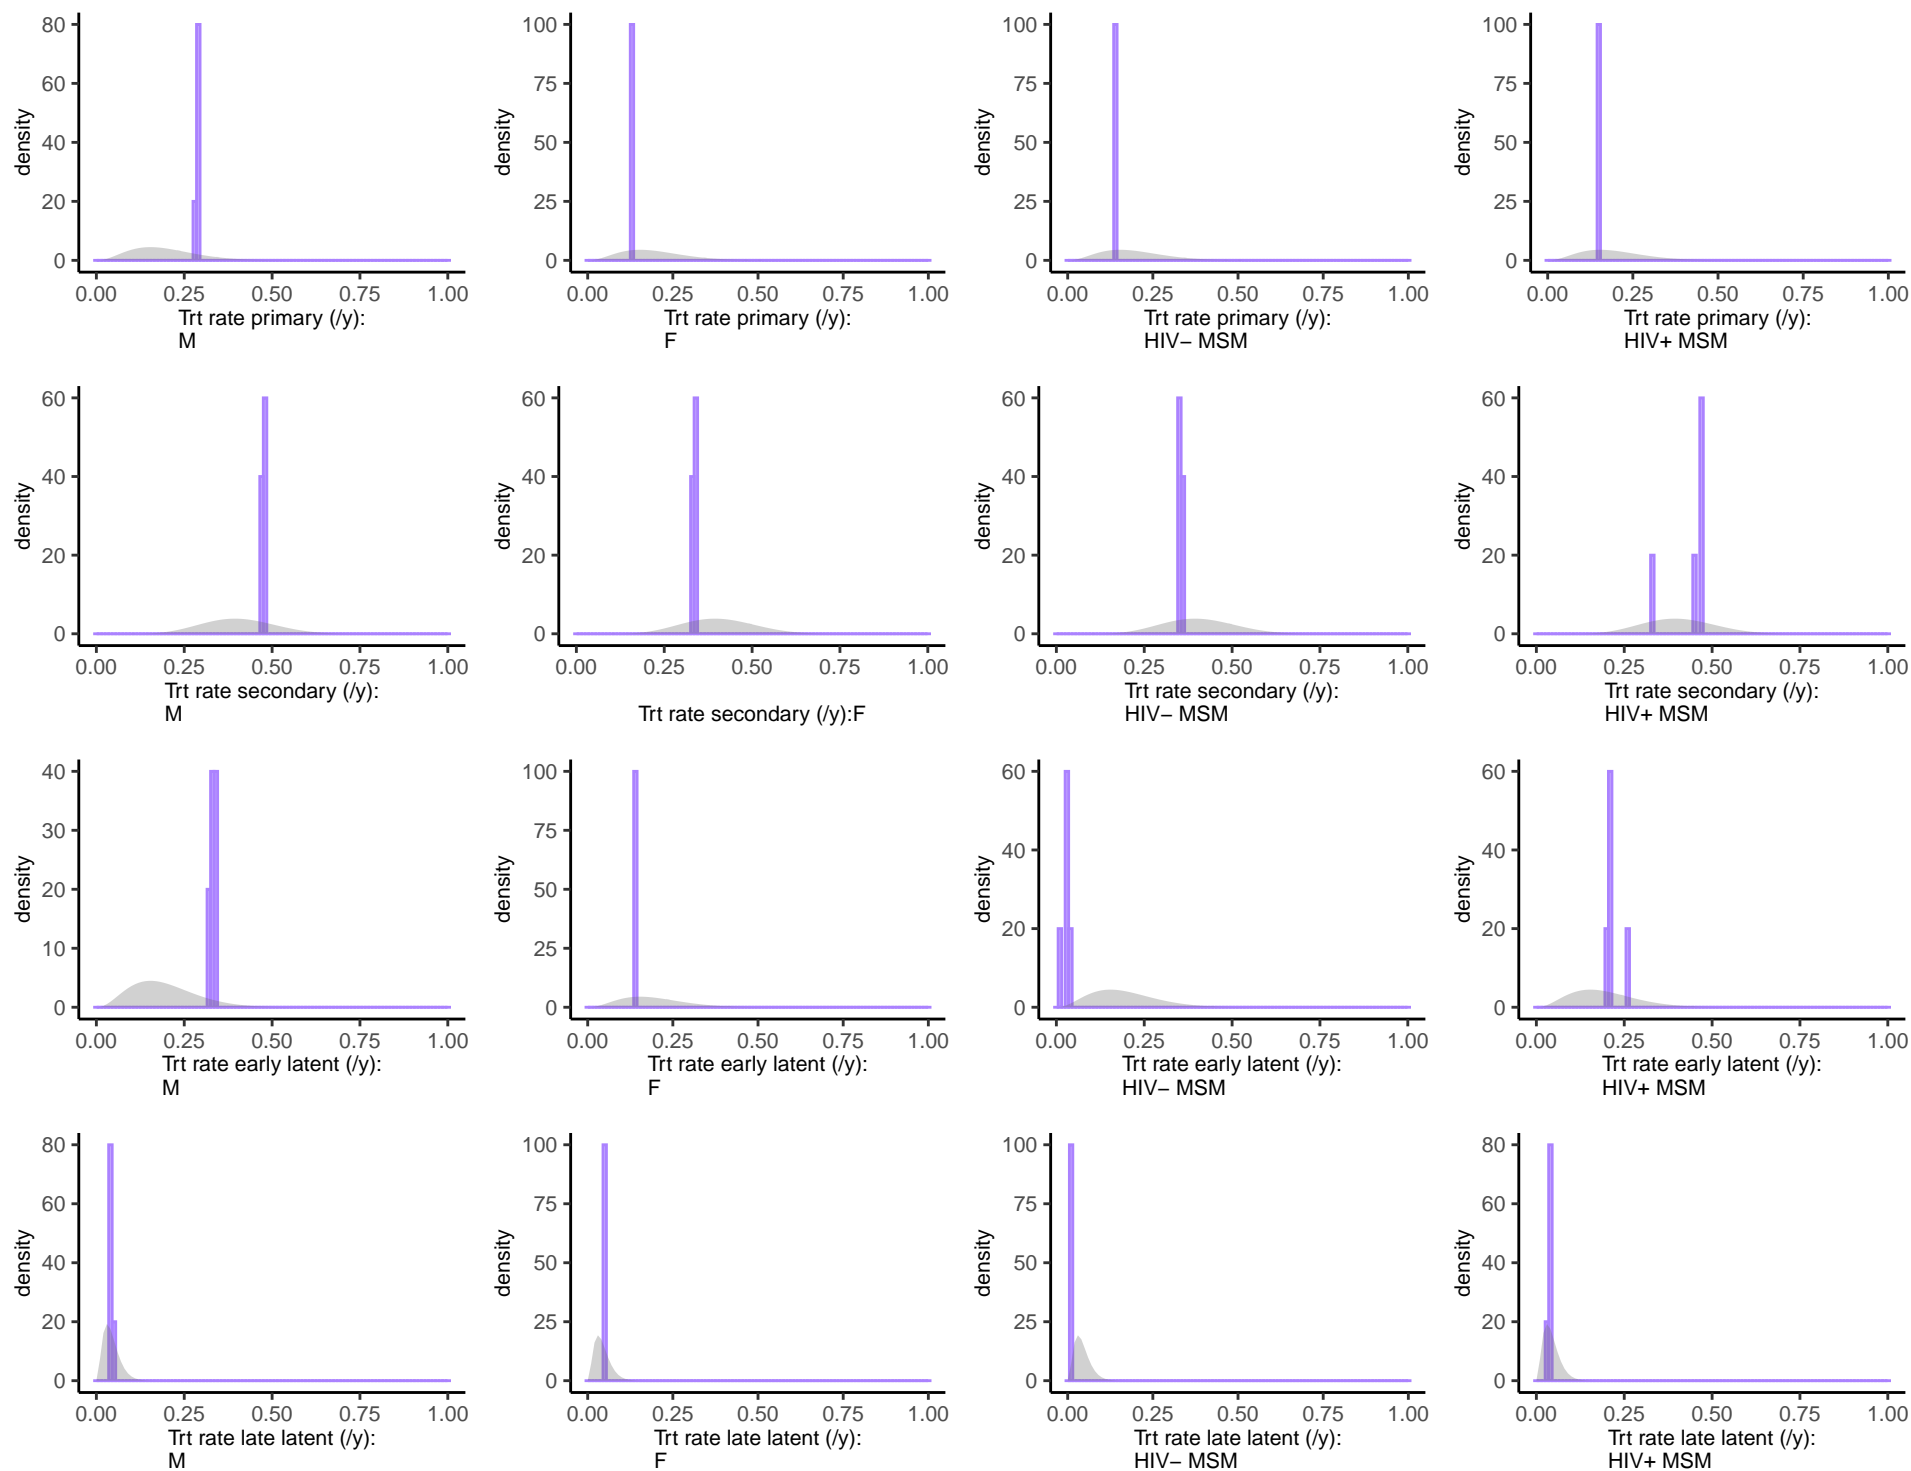 80
60
40
20
0
density
0.00 0.25 0.50 0.75 1.00
Trt rate primary (/y):
M
100
75
50
25
0
density
0.00 0.25 0.50 0.75 1.00
Trt rate primary (/y):
F
100
75
50
25
0
density
0.00 0.25 0.50 0.75 1.00
Trt rate primary (/y):
HIV− MSM
100
75
50
25
0
density
0.00 0.25 0.50 0.75 1.00
Trt rate primary (/y):
HIV+ MSM
60
40
20
0
density
0.00 0.25 0.50 0.75 1.00
Trt rate secondary (/y):
M
60
40
20
0
density
0.00 0.25 0.50 0.75 1.00
Trt rate secondary (/y):F
60
40
20
0
density
0.00 0.25 0.50 0.75 1.00
Trt rate secondary (/y):
HIV− MSM
60
40
20
0
density
0.00 0.25 0.50 0.75 1.00
Trt rate secondary (/y):
HIV+ MSM
40
30
20
10
0
density
0.00 0.25 0.50 0.75 1.00
Trt rate early latent (/y):
M
100
75
50
25
0
density
0.00 0.25 0.50 0.75 1.00
Trt rate early latent (/y):
F
60
40
20
0
density
0.00 0.25 0.50 0.75 1.00
Trt rate early latent (/y):
HIV− MSM
60
40
20
0
density
0.00 0.25 0.50 0.75 1.00
Trt rate early latent (/y):
HIV+ MSM
80
60
40
20
0
density
0.00 0.25 0.50 0.75 1.00
Trt rate late latent (/y):
M
100
75
50
25
0
density
0.00 0.25 0.50 0.75 1.00
Trt rate late latent (/y):
F
100
75
50
25
0
density
0.00 0.25 0.50 0.75 1.00
Trt rate late latent (/y):
HIV− MSM
80
60
40
20
0
density
0.00 0.25 0.50 0.75 1.00
Trt rate late latent (/y):
HIV+ MSM